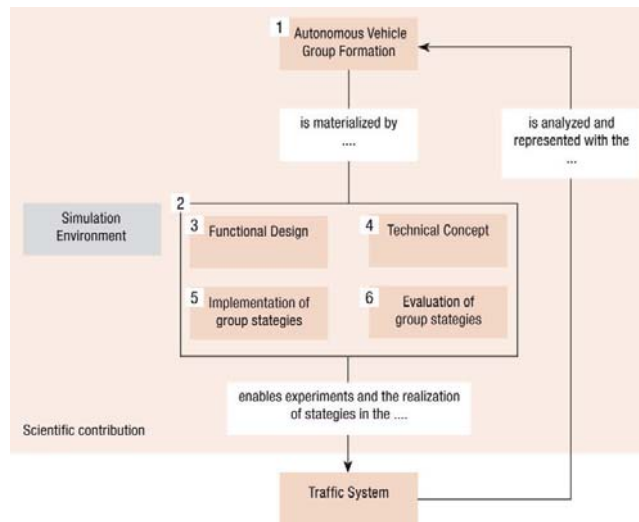 1
Autonomous Vehicle
Group Formation
is materialized by
....
is analyzed and
represented with the
...
Simulation
Environment
2
3 Functional Design
4 Technical Concept
5 Implementation of
group stategies
6 Evaluation of
group stategies
enables experiments and the realization
of stategies in the ....
Scientific contribution
Traffic System